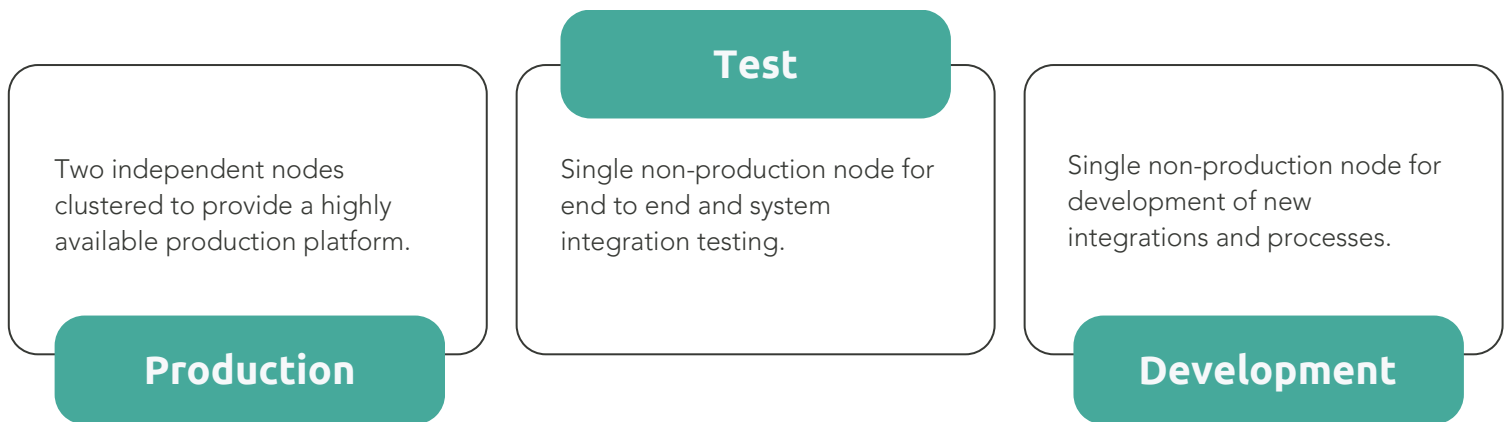 Two independent nodes
clustered to provide a highly
available production platform.
Production
Test
Single non-production node for
end to end and system
integration testing.
Single non-production node for
development of new
integrations and processes.
Development